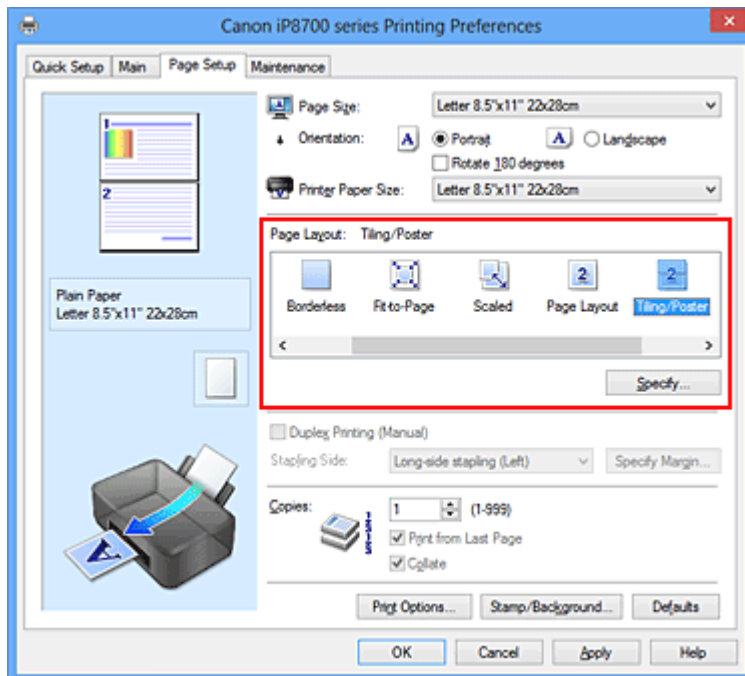 Canon iP8700 series Printing Preferences
Quick Setup Main Page Setup Maintenance
Page Size: Letter 8.5"x11" 22x28cm
Orientation: A Portrait A Landscape
Rotate 180 degrees
Printer Paper Size: Letter 8.5"x11" 22x28cm
1
2
Plain Paper
Letter 8.5"x11" 22x28cm
Page Layout: Tiling/Poster
2 2
Borderless Fit-to-Page Scaled Page Layout Tiling/Poster
Specify...
Duplex Printing (Manual)
Stapling Side: Long-side stapling (Left) Specify Margin...
Copies: 1 (1-999)
Print from Last Page
Collate
A
Print Options... Stamp/Background... Defaults
OK Cancel Apply Help